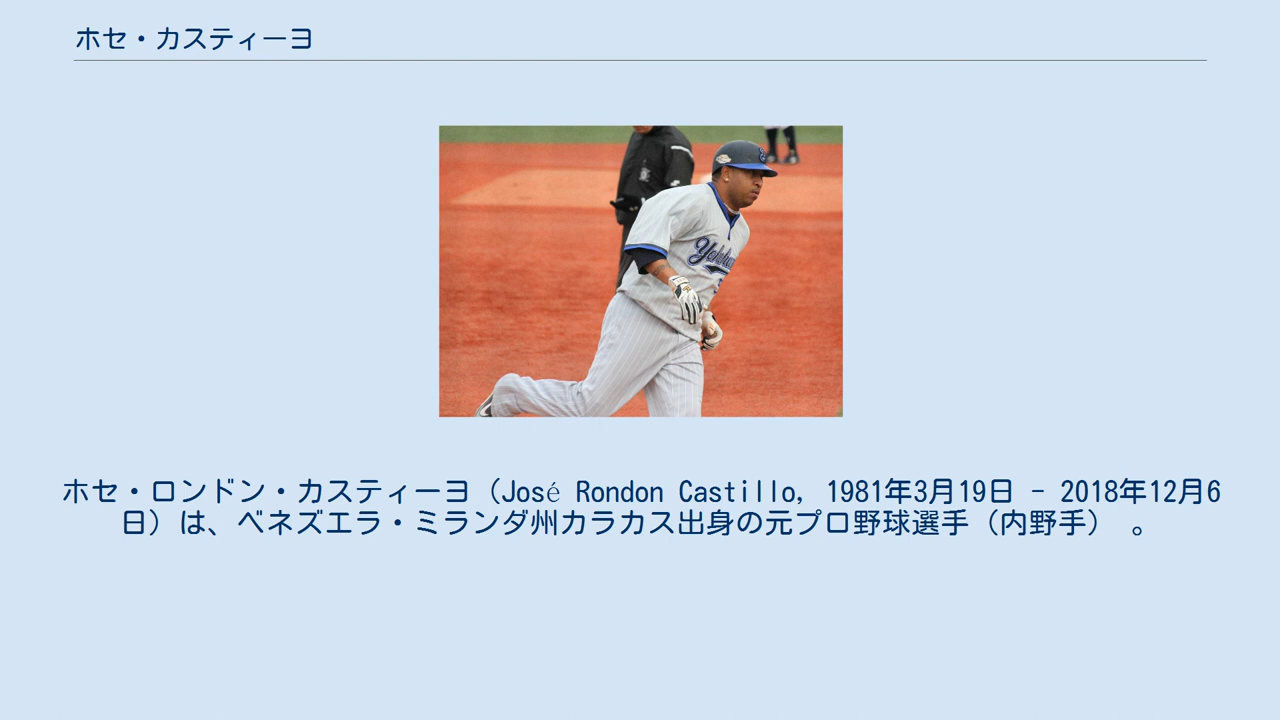 ホセ・カスティーヨ
ホセ・ロンドン・カスティーヨ（José Rondon Castillo, 1981年3月19日 - 2018年12月6
日）は、ベネズエラ・ミランダ州カラカス出身の元プロ野球選手（内野手） 。